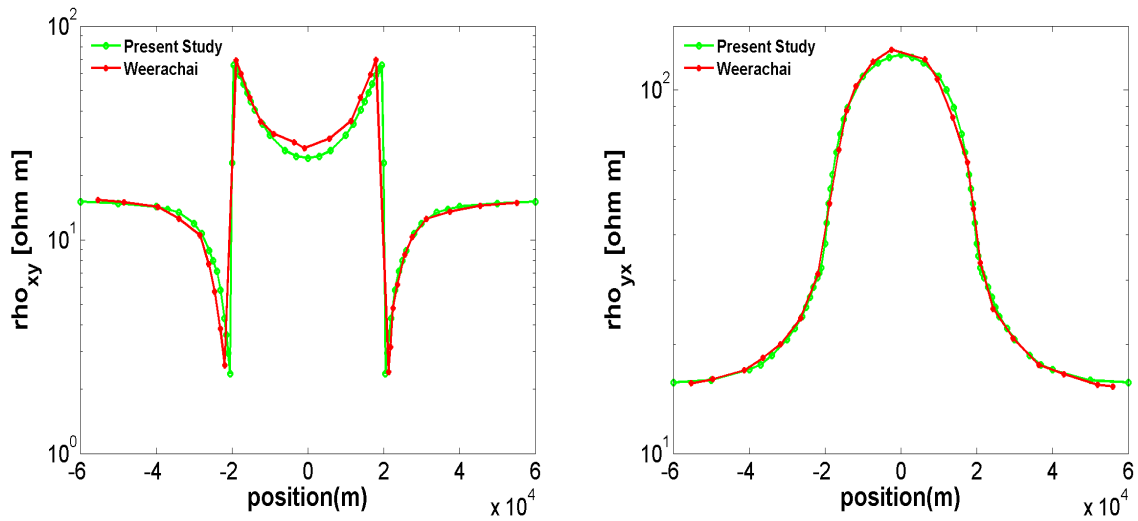 10^2
Present Study
Weerachai
rho_xy [ohm m]
10^1
10^0
-6 -4 -2 0 2 4 6
position(m)
x 10^4
Present Study
Weerachai
10^2
rho_yx [ohm m]
10^1
-6 -4 -2 0 2 4 6
position(m)
x 10^4